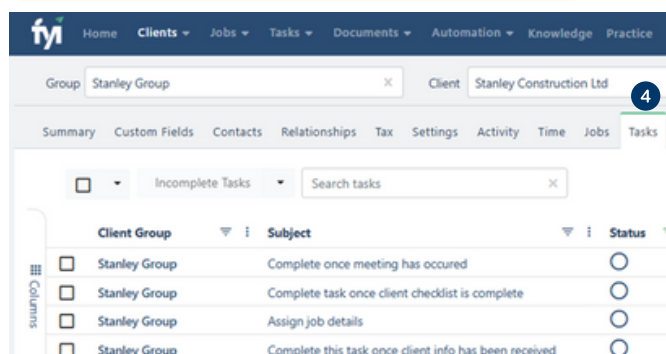 fyi Home Clients Jobs Tasks Documents Automation Knowledge Practice
Group Stanley Group Client Stanley Construction Ltd
4
Summary Custom Fields Contacts Relationships Tax Settings Activity Time Jobs Tasks
Incomplete Tasks Search tasks
Client Group Subject Status
Stanley Group Complete once meeting has occured
Stanley Group Complete task once client checklist is complete
Stanley Group Assign job details
Stanley Group Complete this task once client info has been received
Columns